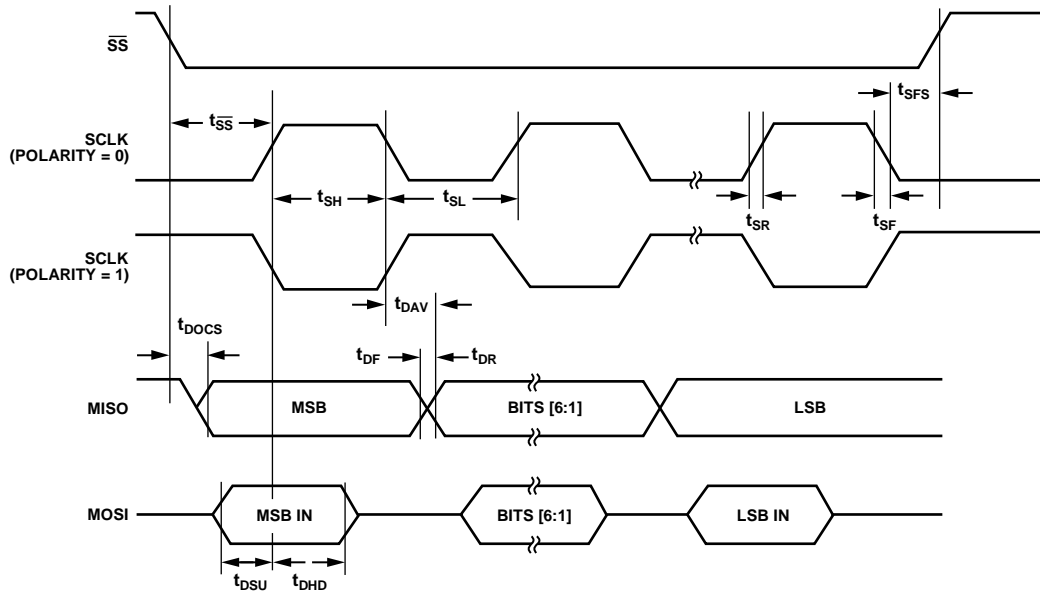 SS
tSFS
tSS
SCLK
(POLARITY = 0)
tSH
tSL
tSR
tSF
SCLK
(POLARITY = 1)
tDAV
tDOCS
tDF
tDR
MISO
MSB
BITS [6:1]
LSB
MOSI
MSB IN
BITS [6:1]
LSB IN
tDSU
tDHD